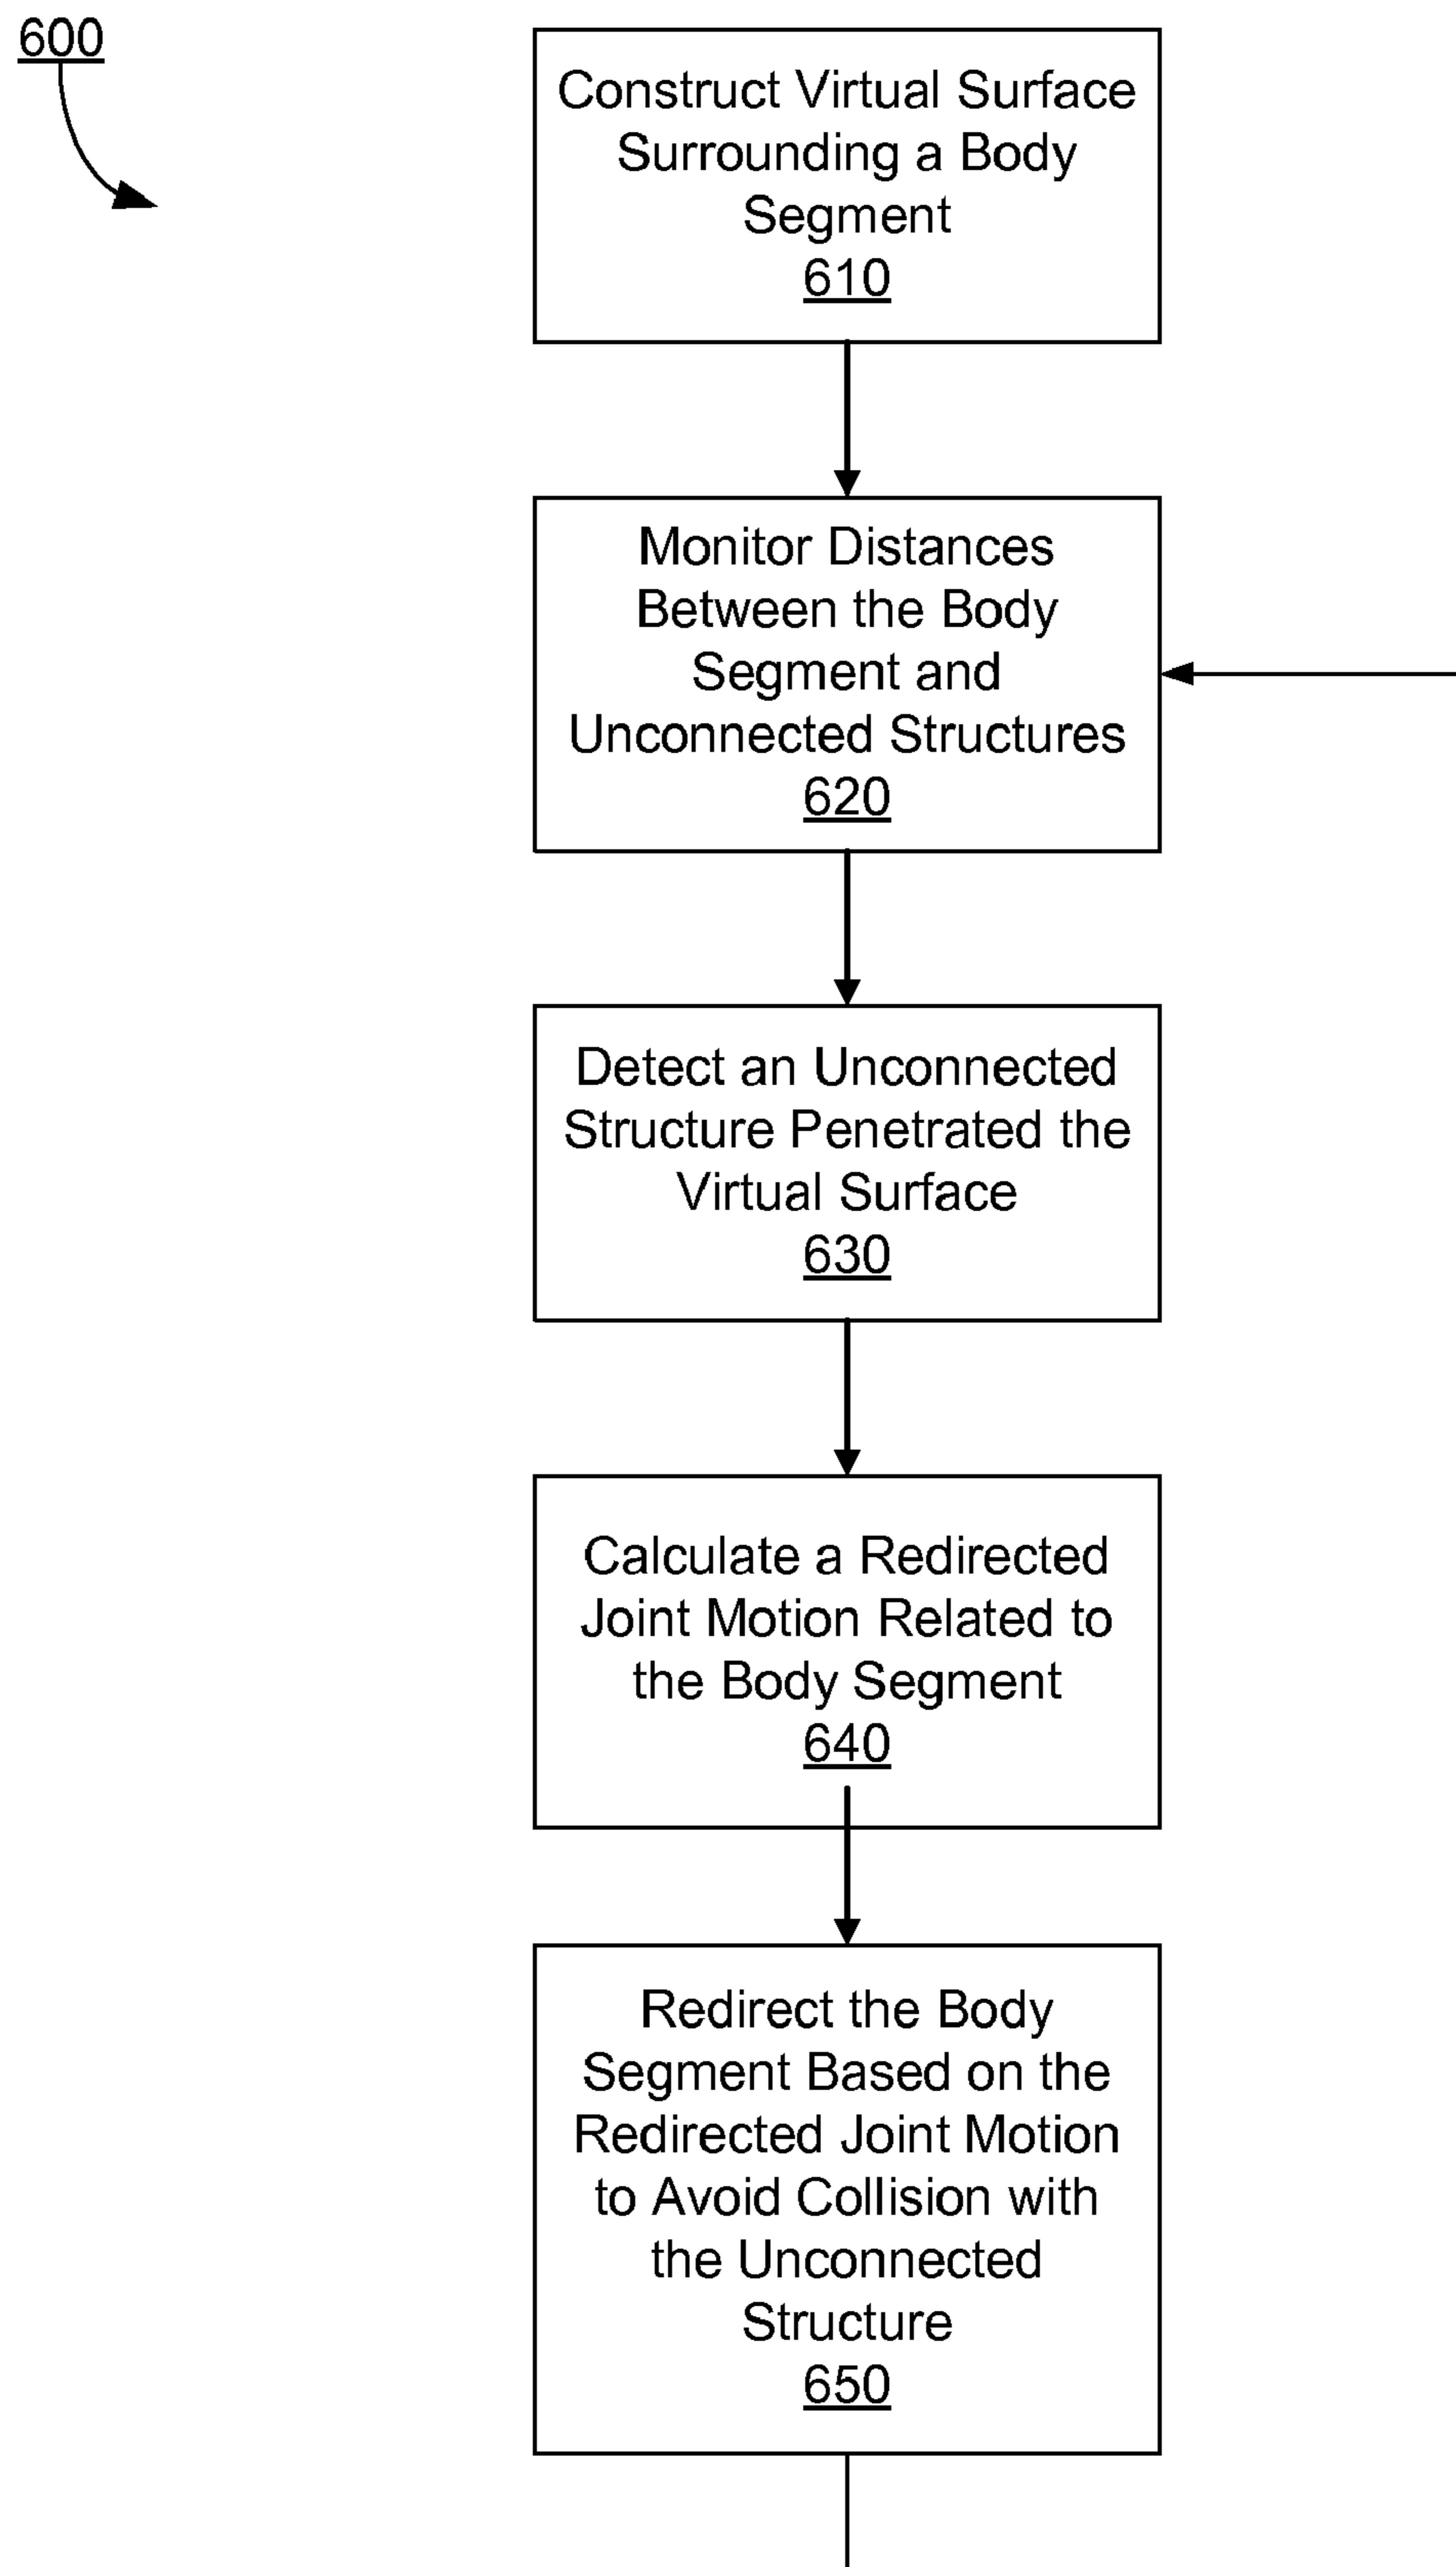 600
Construct Virtual Surface
Surrounding a Body
Segment
610
Monitor Distances
Between the Body
Segment and
Unconnected Structures
620
Detect an Unconnected
Structure Penetrated the
Virtual Surface
630
Calculate a Redirected
Joint Motion Related to
the Body Segment
640
Redirect the Body
Segment Based on the
Redirected Joint Motion
to Avoid Collision with
the Unconnected
Structure
650